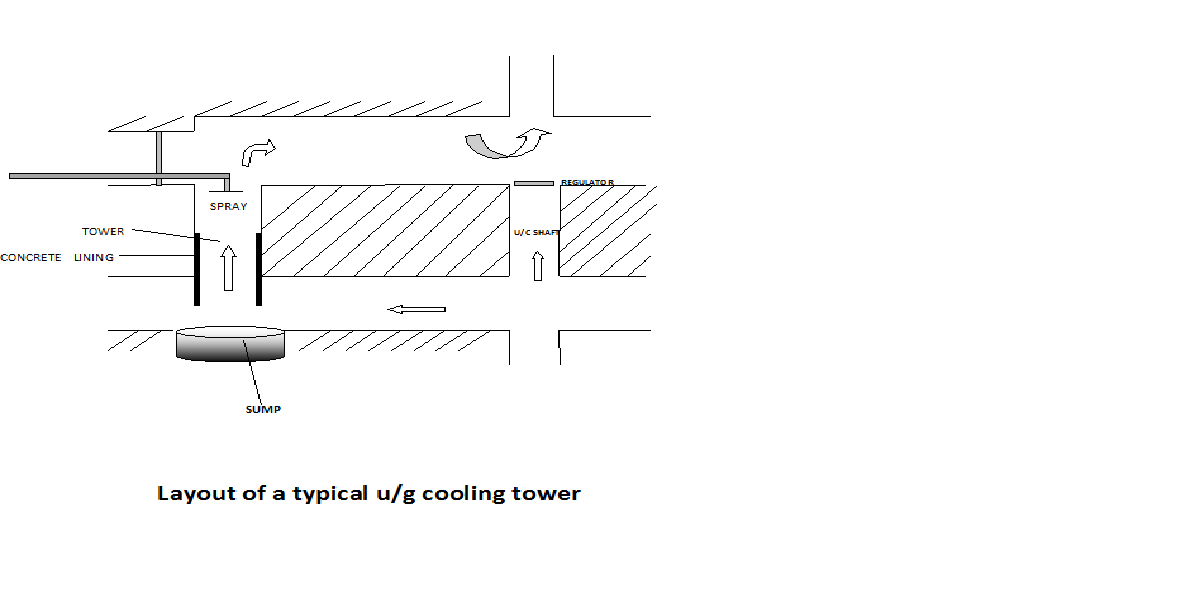 SPRAY
REGULATOR
TOWER
U/C SHAFT
CONCRETE LINING
SUMP
Layout of a typical u/g cooling tower